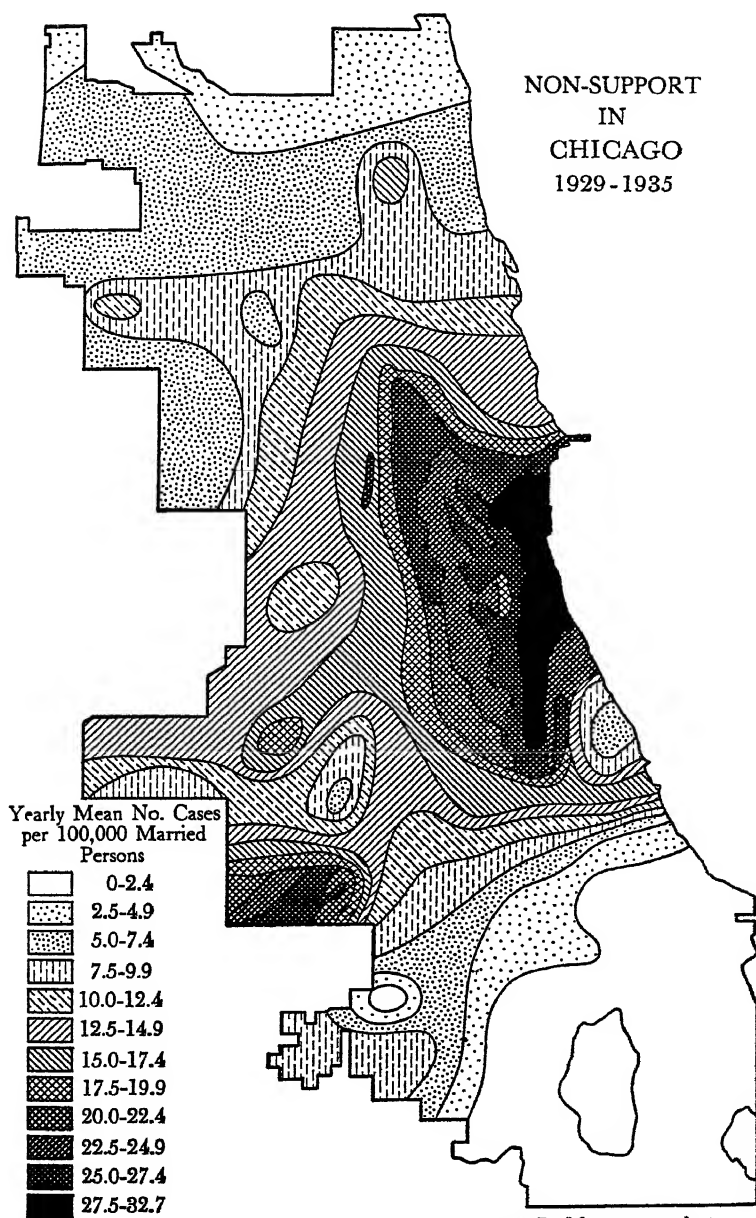 NON-SUPPORT
IN
CHICAGO
1929-1935
Yearly Mean No. Cases
per 100,000 Married
Persons
0-2.4
2.5-4.9
5.0-7.4
7.5-9.9
10.0-12.4
12.5-14.9
15.0-17.4
17.5-19.9
20.0-22.4
22.5-24.9
25.0-27.4
27.5-32.7